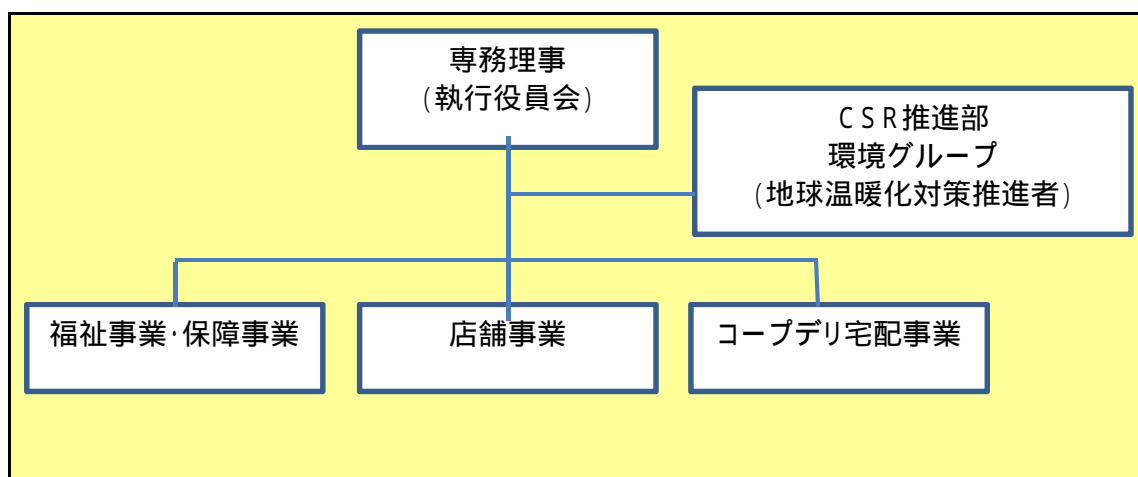 専務理事
(執行役員会)
CSR推進部
環境グループ
(地球温暖化対策推進者)
福祉事業・保障事業
店舗事業
コープデリ宅配事業